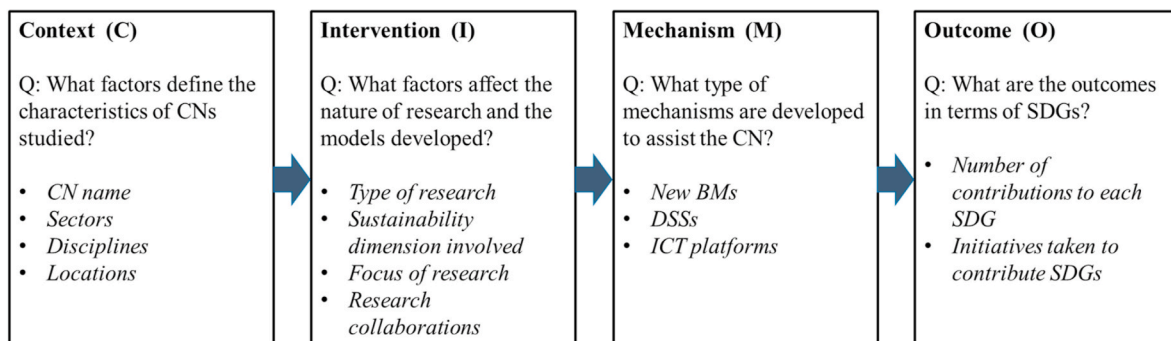 Context (C)
Q: What factors define the
characteristics of CNs
studied?
• CN name
• Sectors
• Disciplines
• Locations
Intervention (I)
Q: What factors affect the
nature of research and the
models developed?
• Type of research
• Sustainability
dimension involved
• Focus of research
• Research
collaborations
Mechanism (M)
Q: What type of
mechanisms are developed
to assist the CN?
• New BMs
• DSSs
• ICT platforms
Outcome (O)
Q: What are the outcomes
in terms of SDGs?
• Number of
contributions to each
SDG
• Initiatives taken to
contribute SDGs